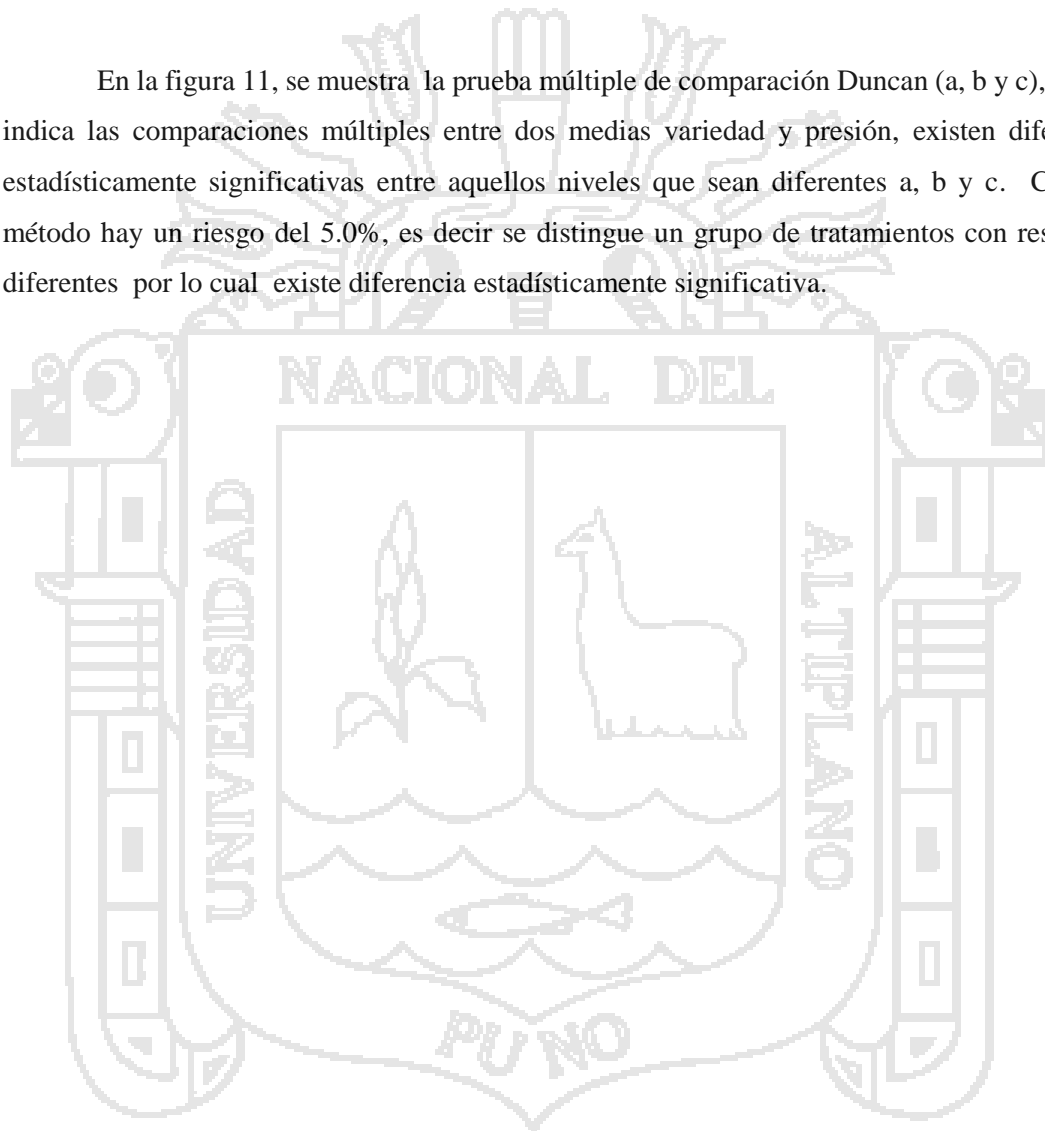 En la figura 11, se muestra la prueba múltiple de comparación Duncan (a, b y c),
indica las comparaciones múltiples entre dos medias variedad y presión, existen dife
estadísticamente significativas entre aquellos niveles que sean diferentes a, b y c. C
método hay un riesgo del 5.0%, es decir se distingue un grupo de tratamientos con res
diferentes por lo cual existe diferencia estadísticamente significativa.
NACIONAL DEL
UNIVERSIDAD
ALTIPLANO
PUNO